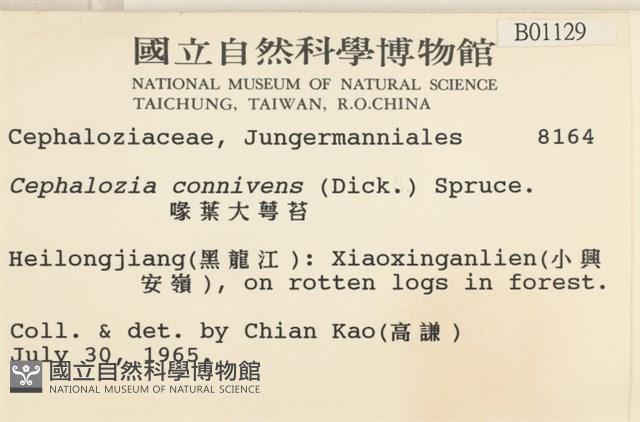 B01129
國立自然科學博物館
NATIONAL MUSEUM OF NATURAL SCIENCE
TAICHUNG, TAIWAN, R.O.CHINA
Cephaloziaceae, Jungermanniales 8164
Cephalozia connivens (Dick.) Spruce.
喙葉大萼苔
Heilongjiang(黑龍江): Xiaoxinganlien(小興
安嶺), on rotten logs in forest.
Coll. & det. by Chian Kao(高謙)
July 30, 1965.
國立自然科學博物館
NATIONAL MUSEUM OF NATURAL SCIENCE